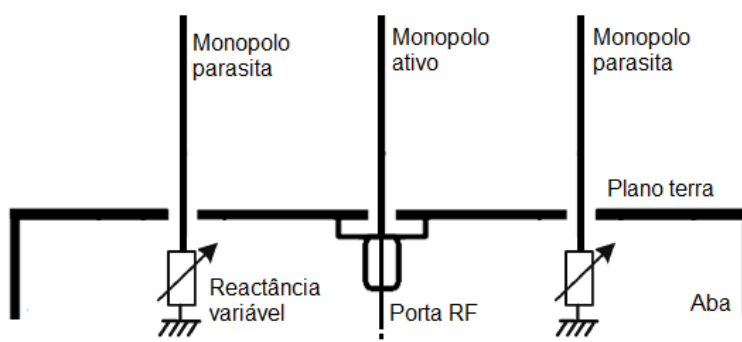 Monopolo
parasita
Monopolo
ativo
Monopolo
parasita
Plano terra
Reactância
variável
Porta RF
Aba